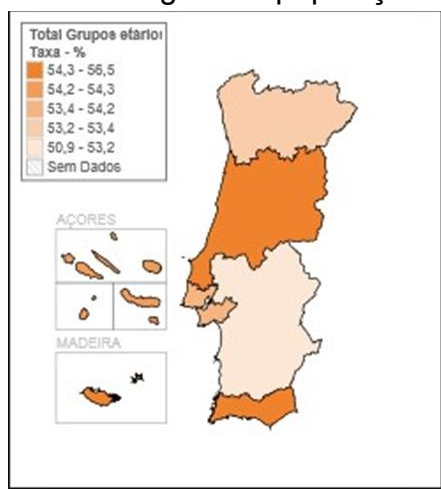 Total Grupos etários
Taxa - %
54,3 - 56,5
54,2 - 54,3
53,4 - 54,2
53,2 - 53,4
50,9 - 53,2
Sem Dados
AÇORES
MADEIRA